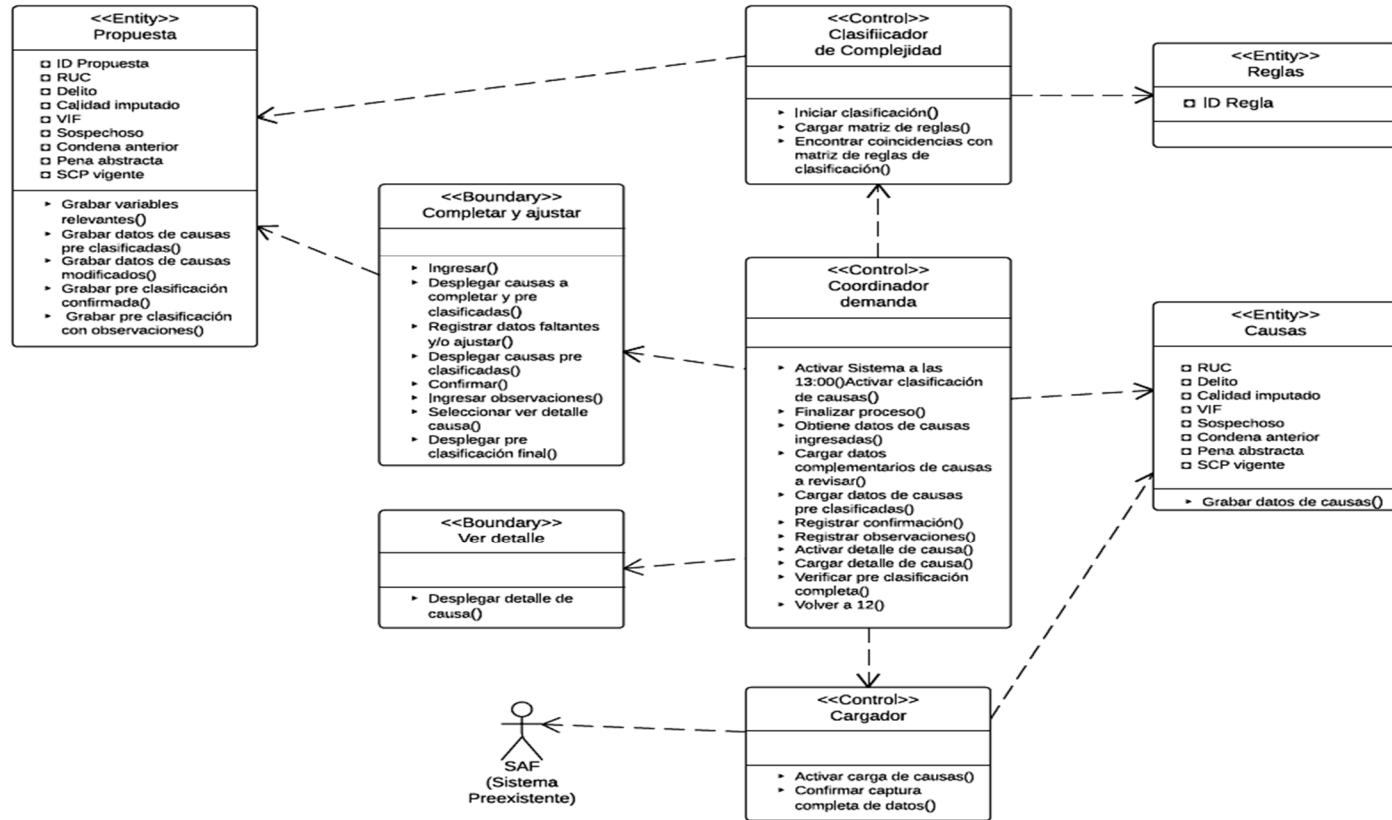 <<Entity>>
Propuesta
ID Propuesta
RUC
Delito
Calidad imputado
VIF
Sospechoso
Condena anterior
Pena abstracta
SCP vigente
Grabar variables
relevantes()
Grabar datos de causas
pre clasificadas()
Grabar datos de causas
modificados()
Grabar pre clasificación
confirmada()
Grabar pre clasificación
con observaciones()
<<Boundary>>
Completar y ajustar
Ingresar()
Desplegar causas a
completar y pre
clasificadas()
Registrar datos faltantes
y/o ajustar()
Desplegar causas pre
clasificadas()
Confirmar()
Ingresar observaciones()
Seleccionar ver detalle
causa()
Desplegar pre
clasificación final()
<<Boundary>>
Ver detalle
Desplegar detalle de
causa()
SAF
(Sistema
Preexistente)
<<Control>>
Clasifiicador
de Complejidad
Iniciar clasificación()
Cargar matriz de reglas()
Encontrar coincidencias con
matriz de reglas de
clasificación()
<<Control>>
Coordinador
demanda
Activar Sistema a las
13:00()Activar clasificación
de causas()
Finalizar proceso()
Obtiene datos de causas
ingresadas()
Cargar datos
complementarios de causas
a revisar()
Cargar datos de causas
pre clasificadas()
Registrar confirmación()
Registrar observaciones()
Activar detalle de causa()
Cargar detalle de causa()
Verificar pre clasificación
completa()
Volver a 12()
<<Control>>
Cargador
Activar carga de causas()
Confirmar captura
completa de datos()
<<Entity>>
Reglas
ID Regla
<<Entity>>
Causas
RUC
Delito
Calidad imputado
VIF
Sospechoso
Condena anterior
Pena abstracta
SCP vigente
Grabar datos de causas()